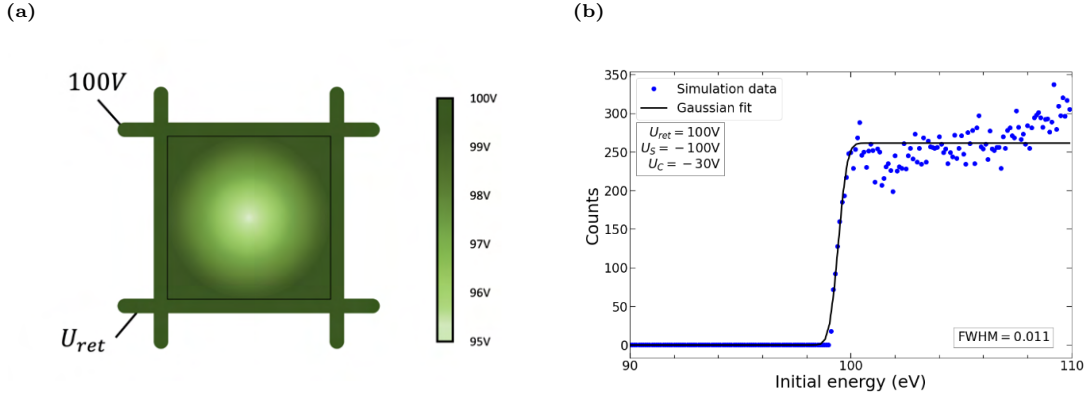 (a)
100V
U_ret
100V
99V
98V
97V
96V
95V
(b)
Simulation data
Gaussian fit
U_ret = 100V
U_S = −100V
U_C = −30V
FWHM = 0.011
Counts
350
300
250
200
150
100
50
0
90
100
110
Initial energy (eV)